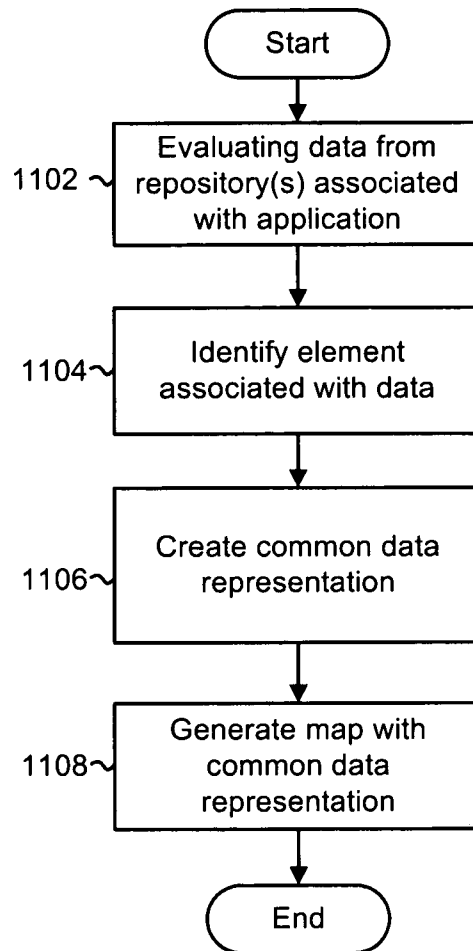 Start
1102
Evaluating data from
repository(s) associated
with application
1104
Identify element
associated with data
1106
Create common data
representation
1108
Generate map with
common data
representation
End